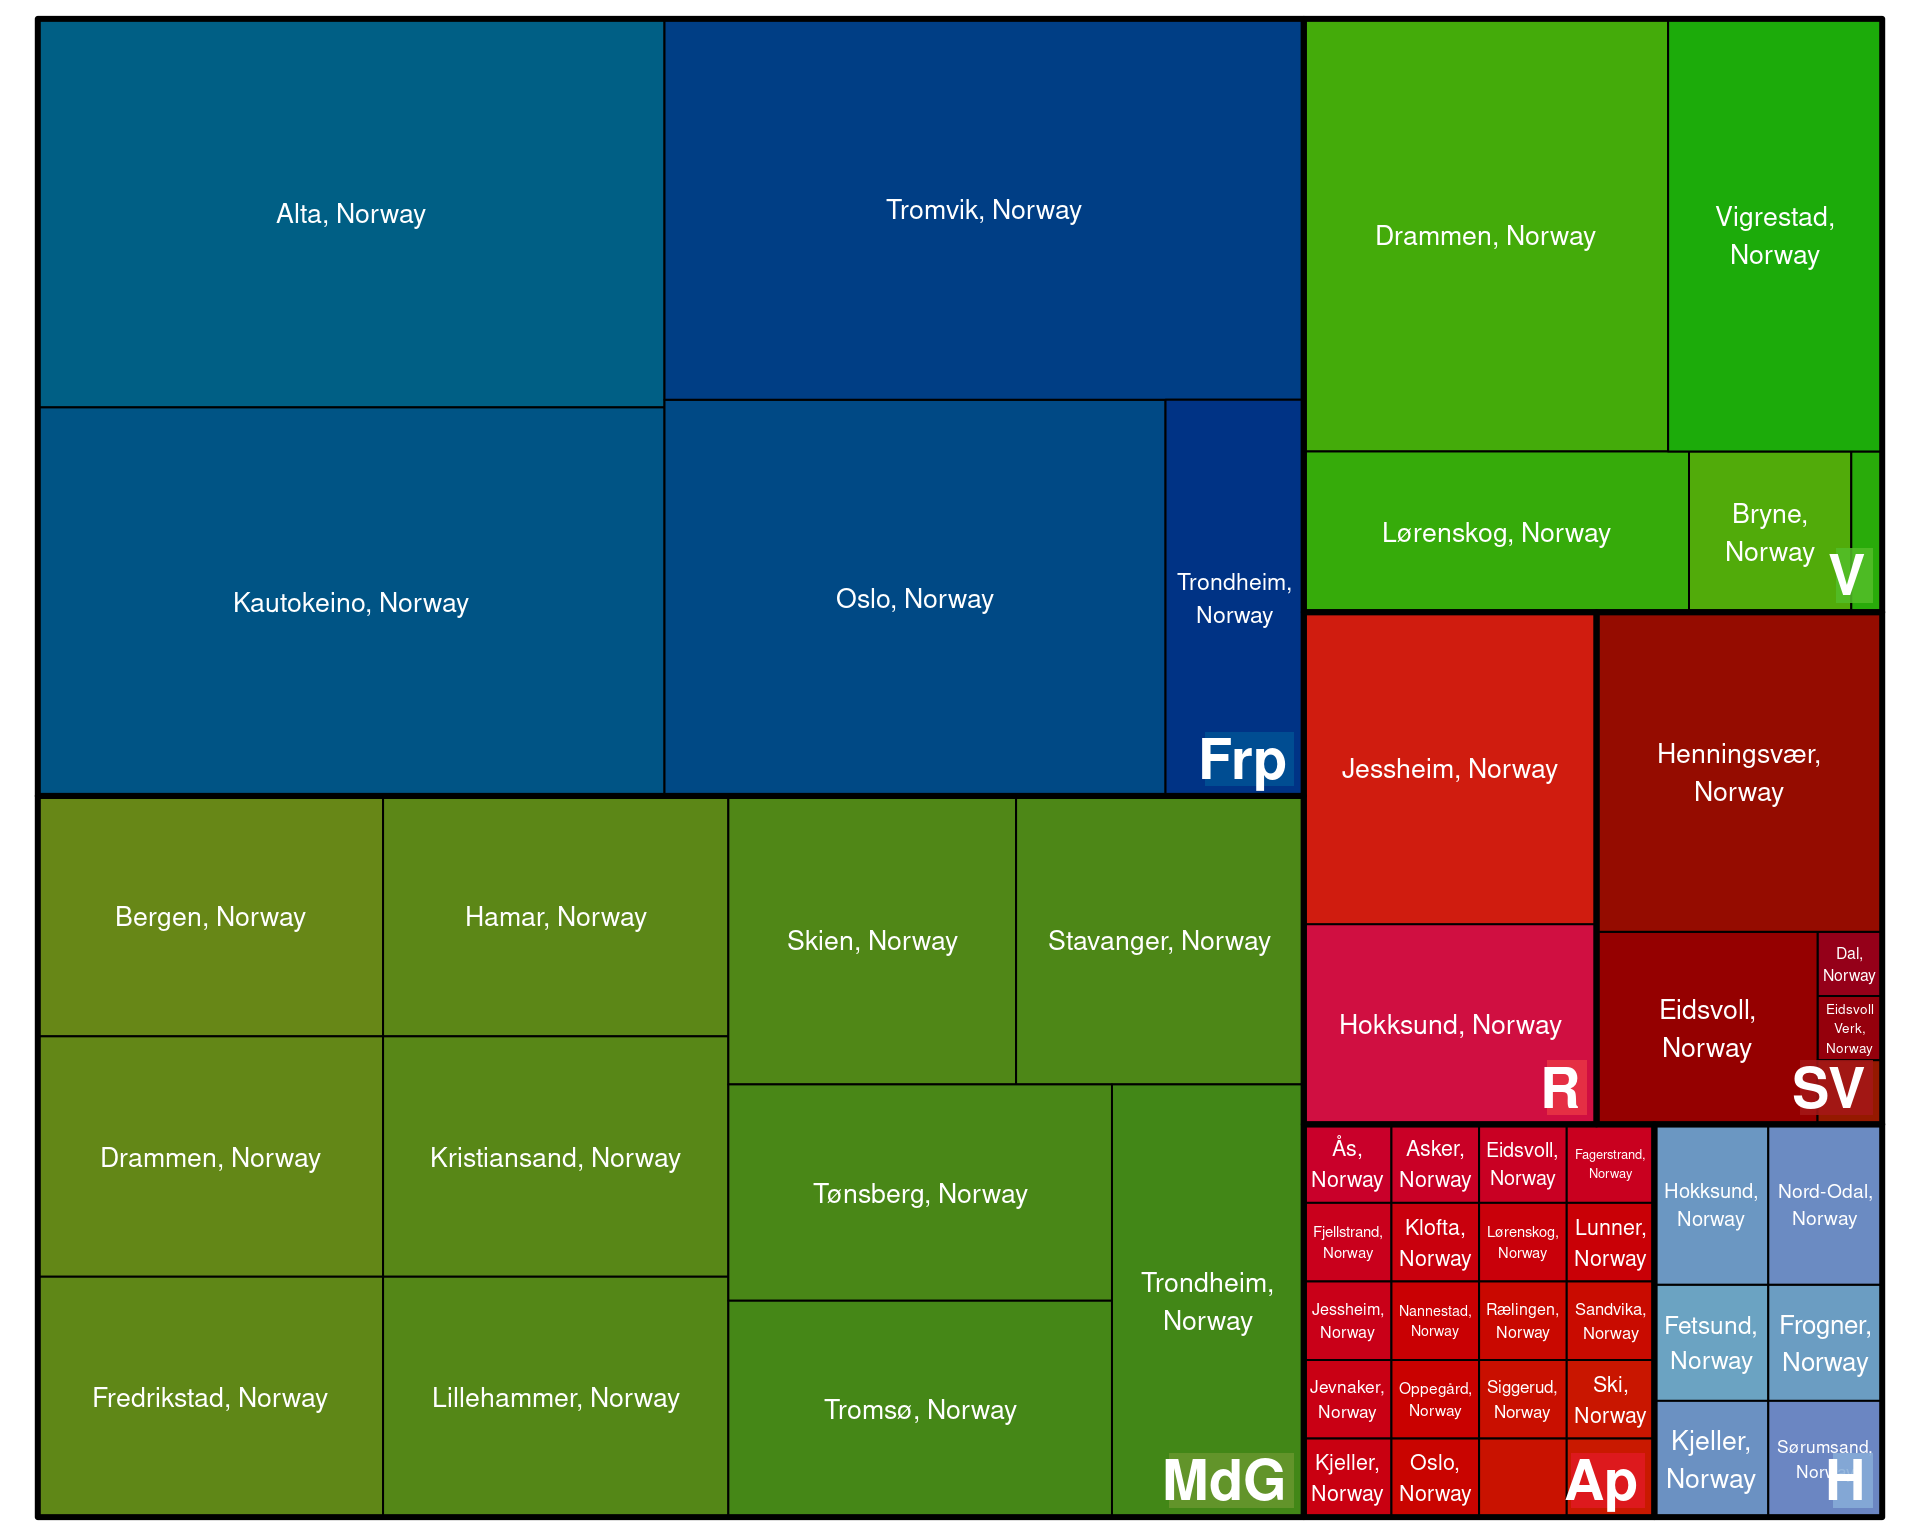 Alta, Norway
Tromvik, Norway
Kautokeino, Norway
Oslo, Norway
Trondheim,
Norway
Frp
Bergen, Norway
Hamar, Norway
Skien, Norway
Stavanger, Norway
Drammen, Norway
Kristiansand, Norway
Tønsberg, Norway
Fredrikstad, Norway
Lillehammer, Norway
Tromsø, Norway
Trondheim,
Norway
MdG
Drammen, Norway
Vigrestad,
Norway
Lørenskog, Norway
Bryne,
Norway
V
Jessheim, Norway
Hokksund, Norway
R
Henningsvær,
Norway
Eidsvoll,
Norway
Dal,
Norway
Eidsvoll
Verk,
Norway
SV
Ås,
Norway
Asker,
Norway
Eidsvoll,
Norway
Fagerstrand,
Norway
Fjellstrand,
Norway
Kløfta,
Norway
Lørenskog,
Norway
Lunner,
Norway
Jessheim,
Norway
Nannestad,
Norway
Rælingen,
Norway
Sandvika,
Norway
Jevnaker,
Norway
Oppegård,
Norway
Siggerud,
Norway
Ski,
Norway
Kjeller,
Norway
Oslo,
Norway
Ap
Hokksund,
Norway
Nord-Odal,
Norway
Fetsund,
Norway
Frogner,
Norway
Kjeller,
Norway
Sørumsand,
Norway
H